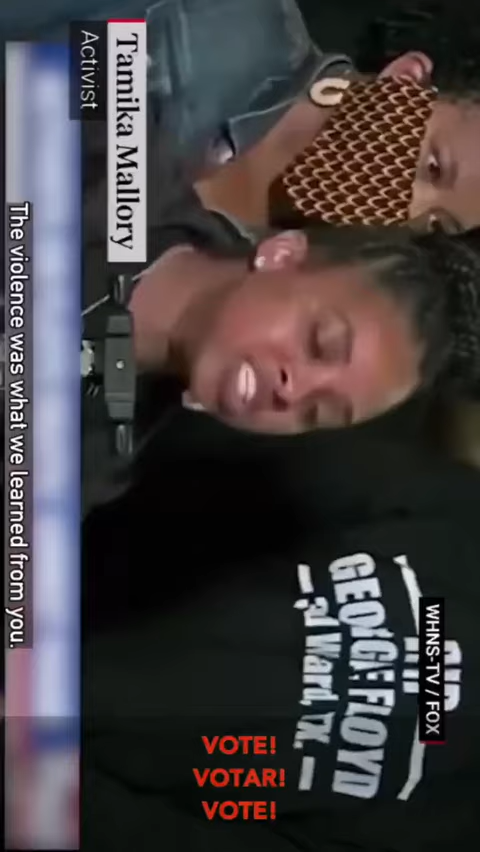 Tamika Mallory
Activist
The violence was what we learned from you.
WHNS-TV / FOX
GEORGE FLOYD
3rd Ward, TX.
VOTE!
VOTAR!
VOTE!